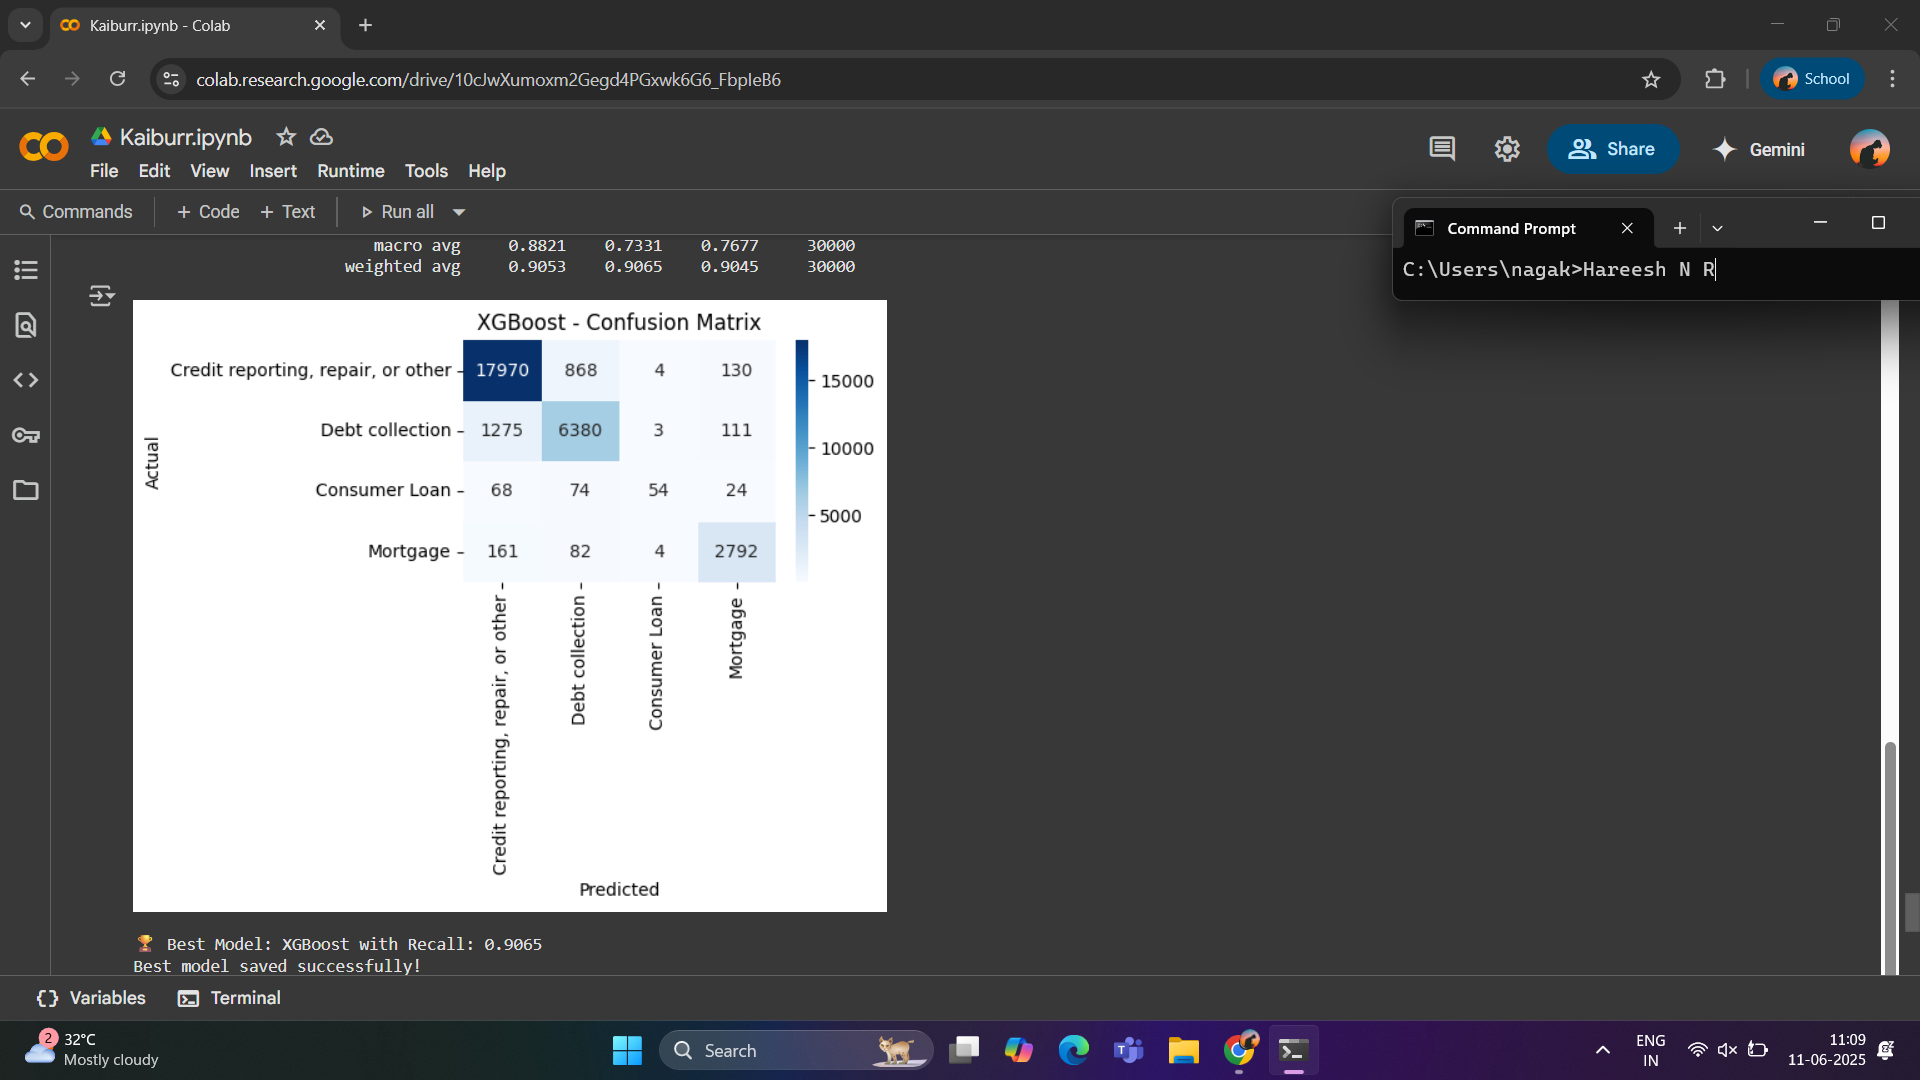 Kaiburr.ipynb - Colab
colab.research.google.com/drive/10cJwXumoxm2Gegd4PGxwk6G6_FbpIeB6
School
Kaiburr.ipynb
File Edit View Insert Runtime Tools Help
Share
Gemini
Commands + Code + Text Run all
Command Prompt
C:\Users\nagak>Hareesh N R
macro avg 0.8821 0.7331 0.7677 30000
weighted avg 0.9053 0.9065 0.9045 30000
XGBoost - Confusion Matrix
Credit reporting, repair, or other 17970 868 4 130
Debt collection 1275 6380 3 111
Consumer Loan 68 74 54 24
Mortgage 161 82 4 2792
Actual
15000
10000
5000
Credit reporting, repair, or other
Debt collection
Consumer Loan
Mortgage
Predicted
🏆 Best Model: XGBoost with Recall: 0.9065
Best model saved successfully!
Variables Terminal
2
32°C
Mostly cloudy
Search
ENG
IN
11:09
11-06-2025